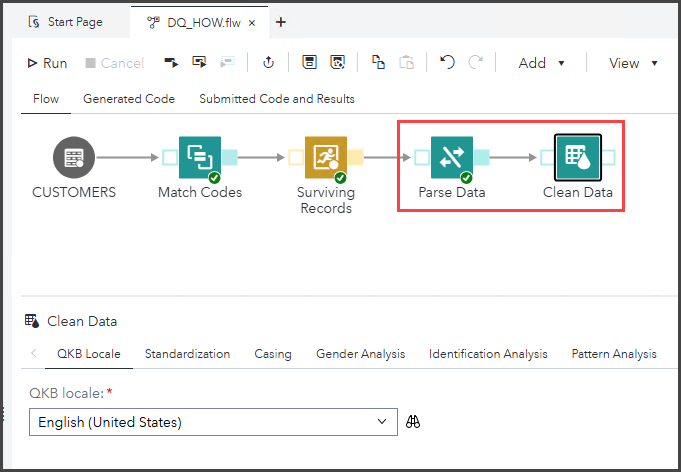 Start Page
DQ_HOW.flw
Run
Cancel
Add
View
Flow
Generated Code
Submitted Code and Results
CUSTOMERS
Match Codes
Surviving
Records
Parse Data
Clean Data
Clean Data
QKB Locale
Standardization
Casing
Gender Analysis
Identification Analysis
Pattern Analysis
QKB locale: *
English (United States)